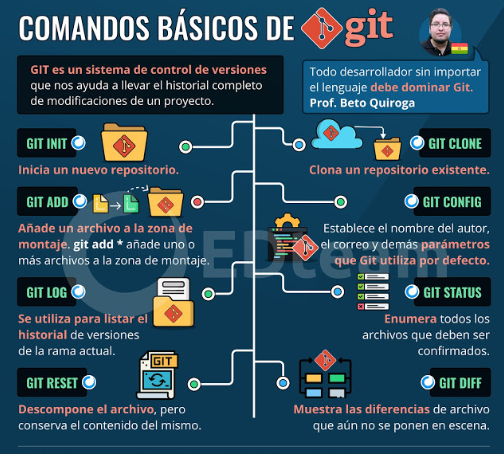 COMANDOS BÁSICOS DE git
GIT es un sistema de control de versiones
que nos ayuda a llevar el historial completo
de modificaciones de un proyecto.
Todo desarrollador sin importar
el lenguaje debe dominar Git.
Prof. Beto Quiroga
GIT INIT
Inicia un nuevo repositorio.
GIT CLONE
Clona un repositorio existente.
GIT ADD
Añade un archivo a la zona de
montaje. git add * añade uno o
más archivos a la zona de montaje.
GIT CONFIG
Establece el nombre del autor,
el correo y demás parámetros
que Git utiliza por defecto.
EDteam
GIT LOG
Se utiliza para listar el
historial de versiones
de la rama actual.
GIT STATUS
Enumera todos los
archivos que deben ser
confirmados.
GIT RESET
GIT
Descompone el archivo, pero
conserva el contenido del mismo.
GIT DIFF
Muestra las diferencias de archivo
que aún no se ponen en escena.